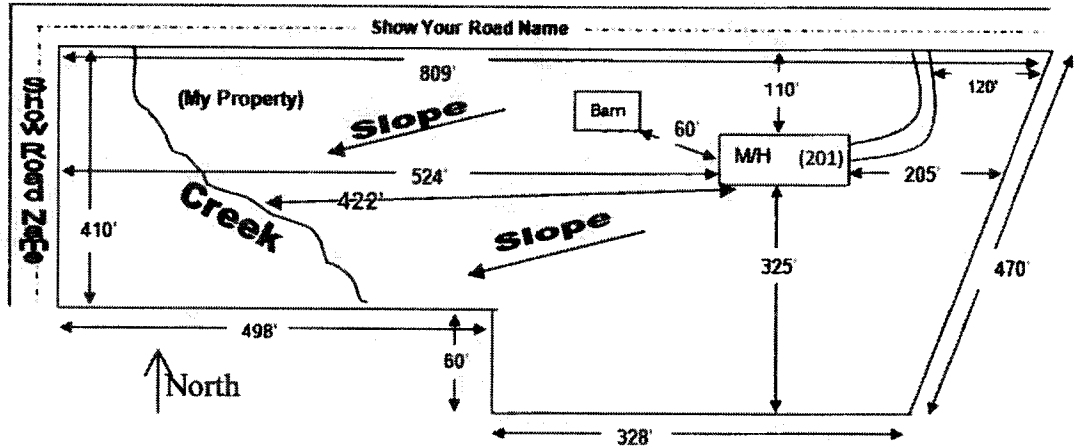 Show Your Road Name
809'
(My Property)
110'
120'
Slope
Barn
60'
M/H (201)
Show Road Name
524'
205'
422'
Creek
410'
Slope
325'
470'
498'
60'
North
328'